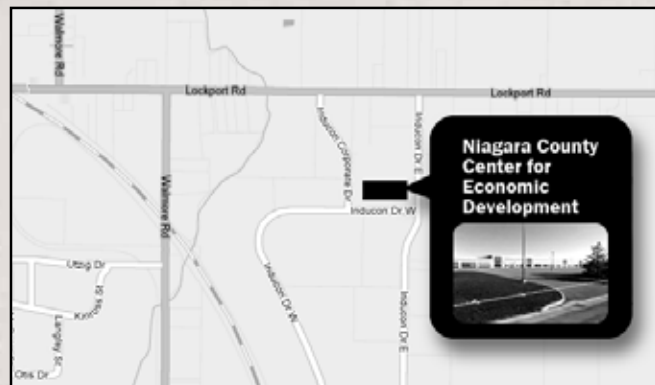 Walmore Rd
Lockport Rd
Lockport Rd
Inducon Corporate Dr
Inducon Dr E
Niagara County
Center for
Economic
Development
Walmore Rd
Inducon Dr W
Utzig Dr
Inducon Dr W
Inducon Dr E
Langley St
Otis Dr